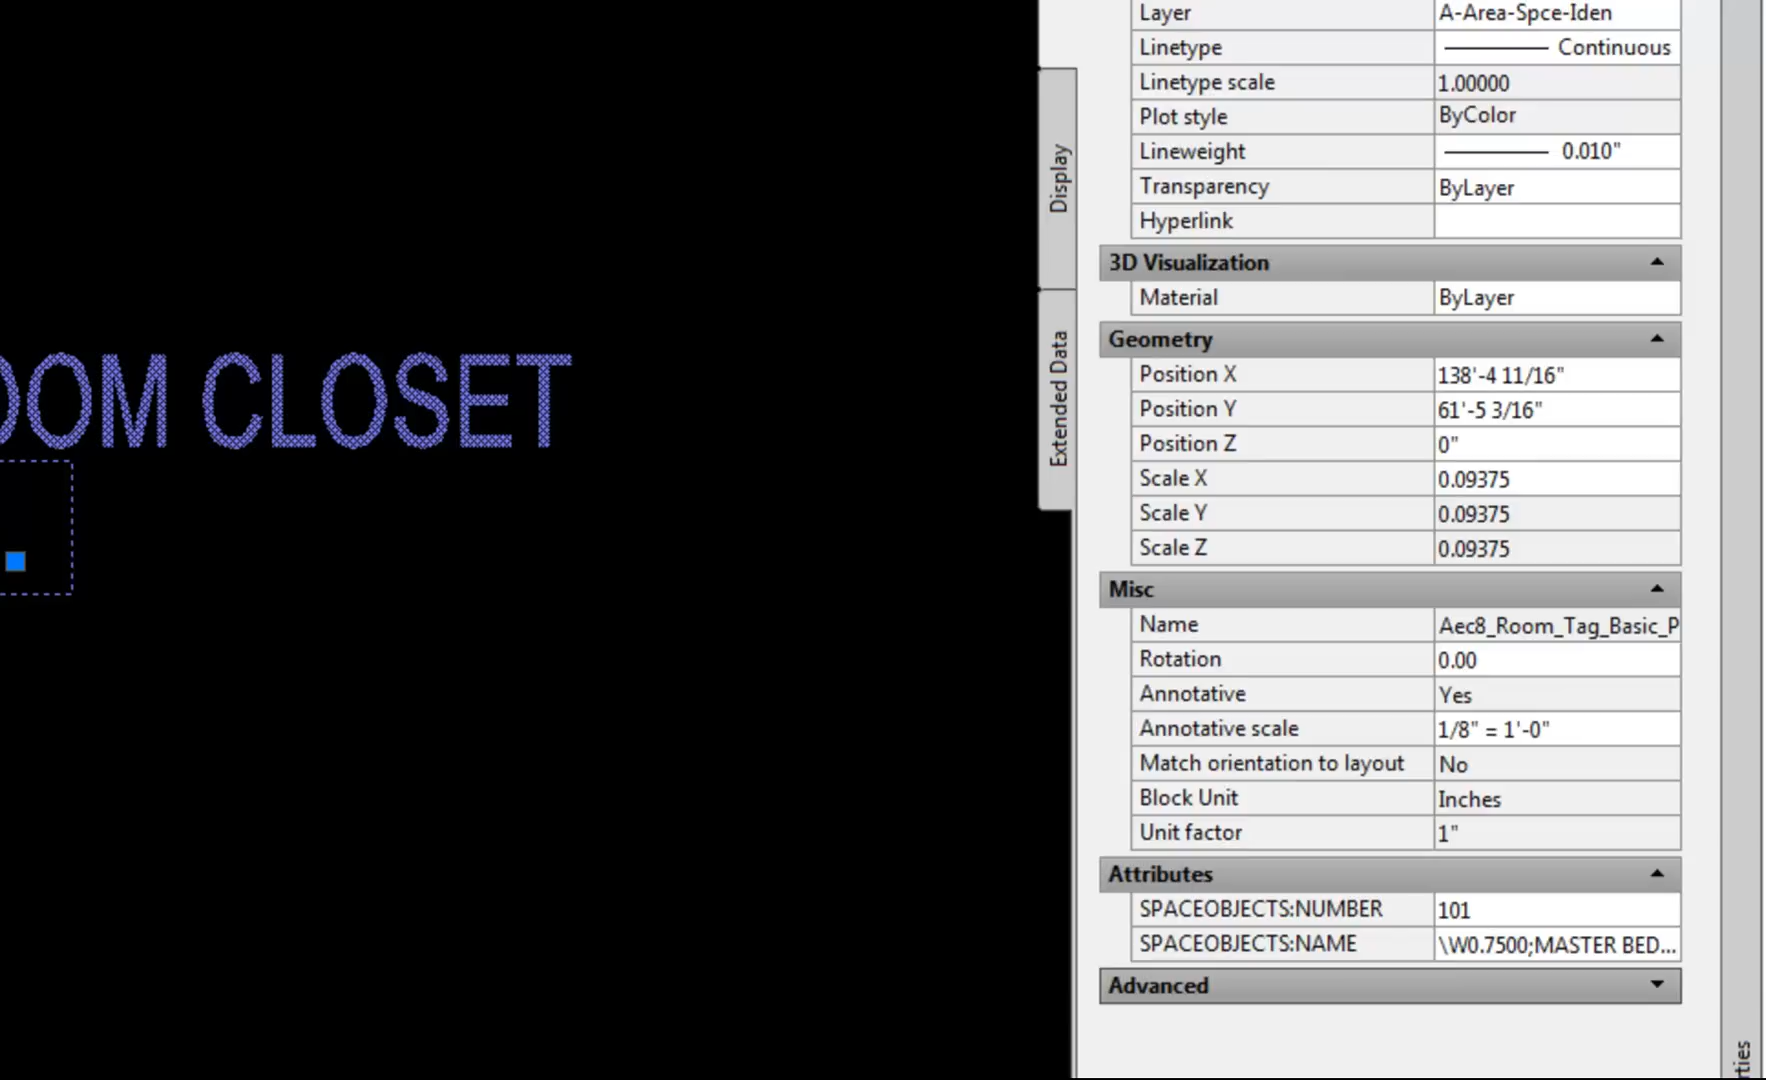 Layer A-Area-Spce-Iden
Linetype Continuous
Linetype scale 1.00000
Plot style ByColor
Lineweight 0.010"
Transparency ByLayer
Hyperlink
3D Visualization
Material ByLayer
Geometry
Position X 138'-4 11/16"
Position Y 61'-5 3/16"
Position Z 0"
Scale X 0.09375
Scale Y 0.09375
Scale Z 0.09375
Misc
Name Aec8_Room_Tag_Basic_P
Rotation 0.00
Annotative Yes
Annotative scale 1/8" = 1'-0"
Match orientation to layout No
Block Unit Inches
Unit factor 1"
Attributes
SPACEOBJECTS:NUMBER 101
SPACEOBJECTS:NAME \W0.7500;MASTER BED...
Advanced
Display
Extended Data
OOM CLOSET
rties